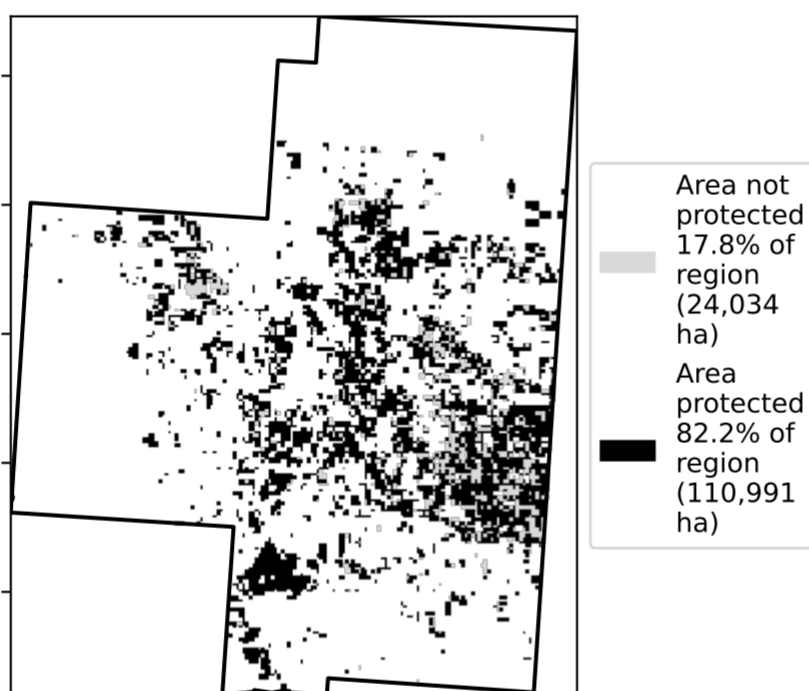 Area not
protected
17.8% of
region
(24,034
ha)
Area
protected
82.2% of
region
(110,991
ha)